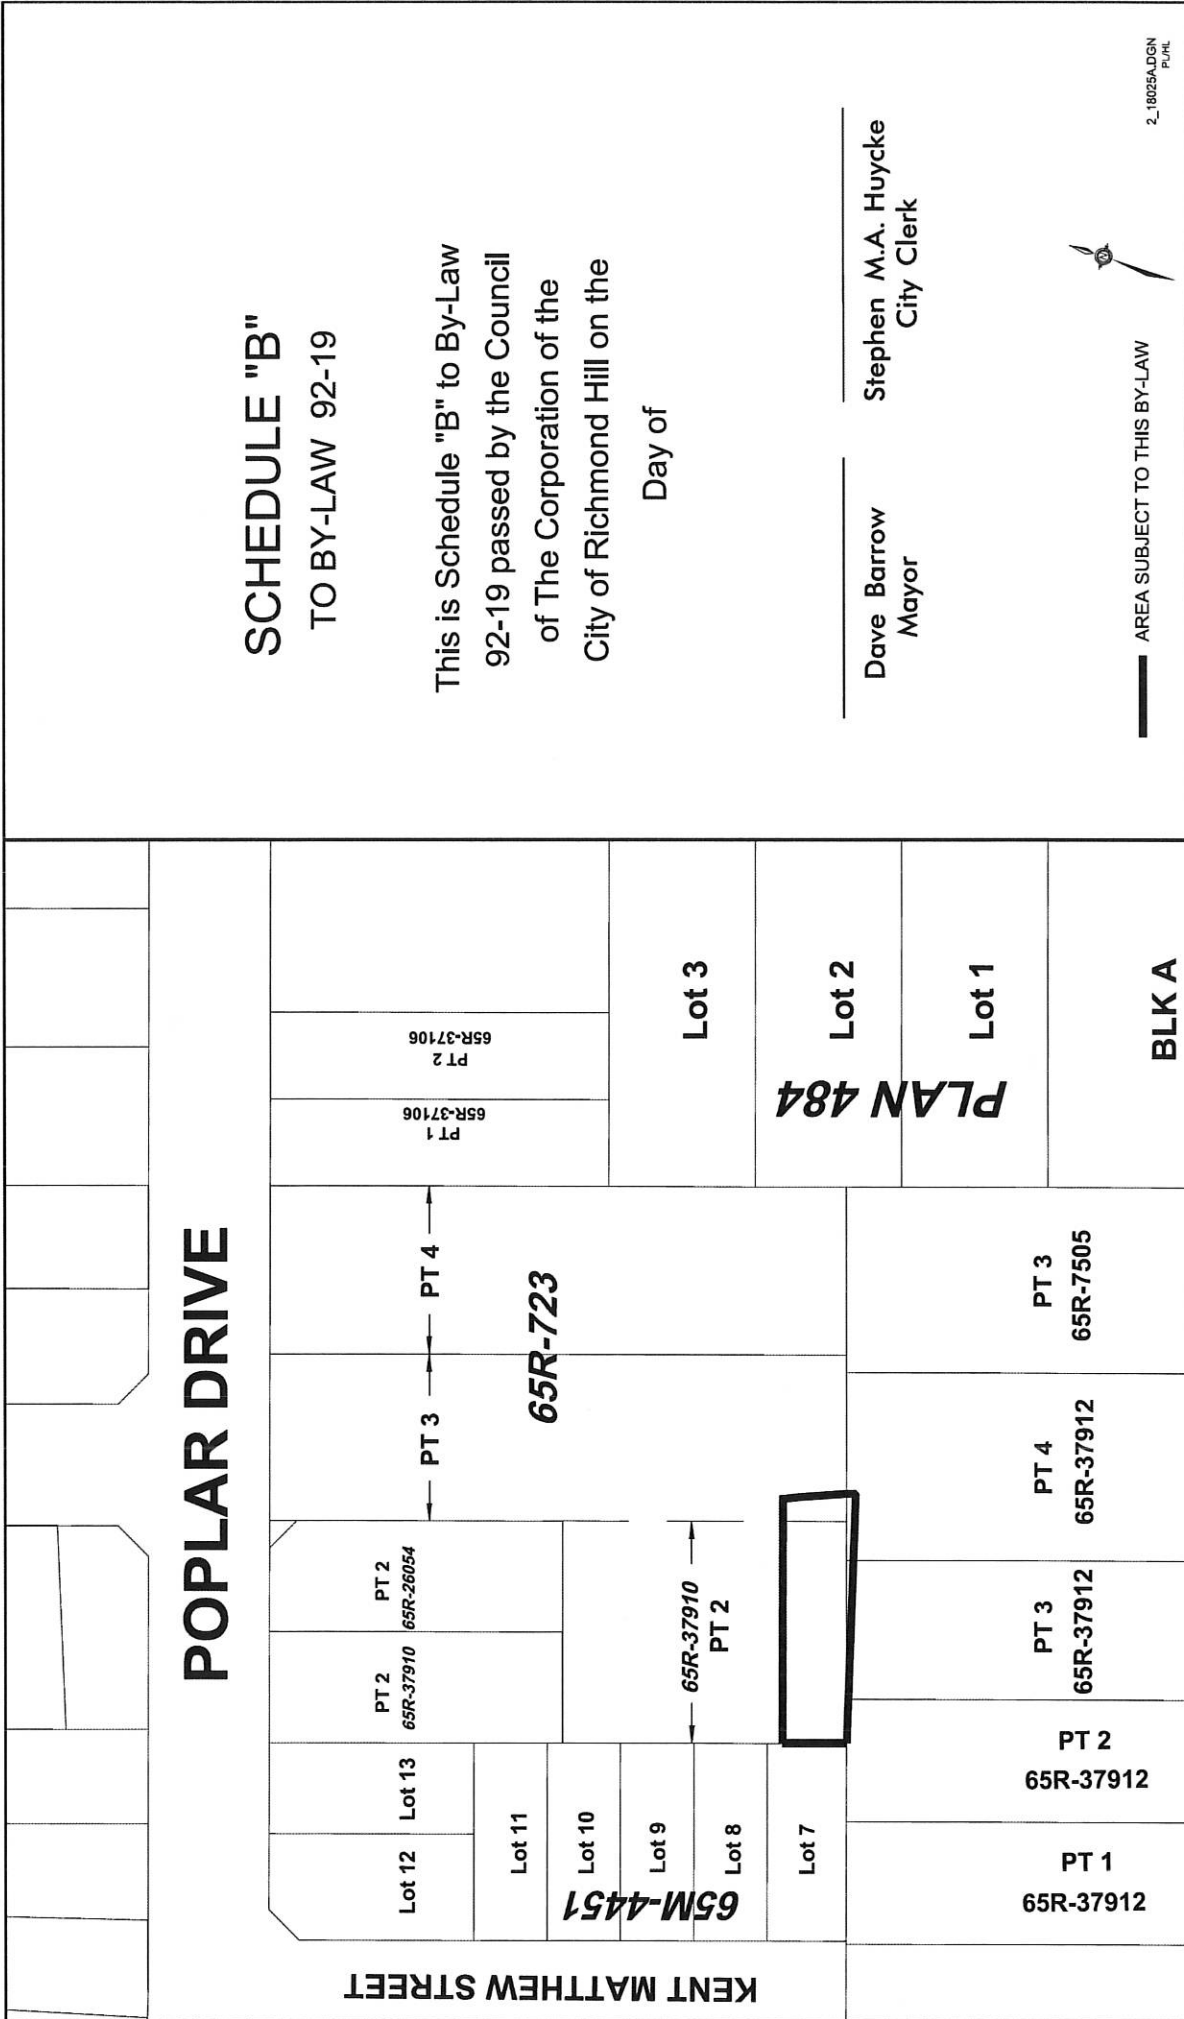 POPLAR DRIVE
KENT MATTHEW STREET
Lot 12
Lot 13
PT 2
65R-37910
PT 2
65R-26054
PT 3
PT 4
65R-723
PT 1
65R-37106
PT 2
65R-37106
Lot 11
Lot 10
Lot 9
Lot 8
Lot 7
65M-4451
65R-37910
PT 2
Lot 3
Lot 2
Lot 1
PLAN 484
BLK A
PT 1
65R-37912
PT 2
65R-37912
PT 3
65R-37912
PT 4
65R-37912
PT 3
65R-7505
SCHEDULE "B"
TO BY-LAW 92-19
This is Schedule "B" to By-Law
92-19 passed by the Council
of The Corporation of the
City of Richmond Hill on the
Day of
Dave Barrow
Mayor
Stephen M.A. Huycke
City Clerk
AREA SUBJECT TO THIS BY-LAW
N
2_18025A.DGN
PL/HL